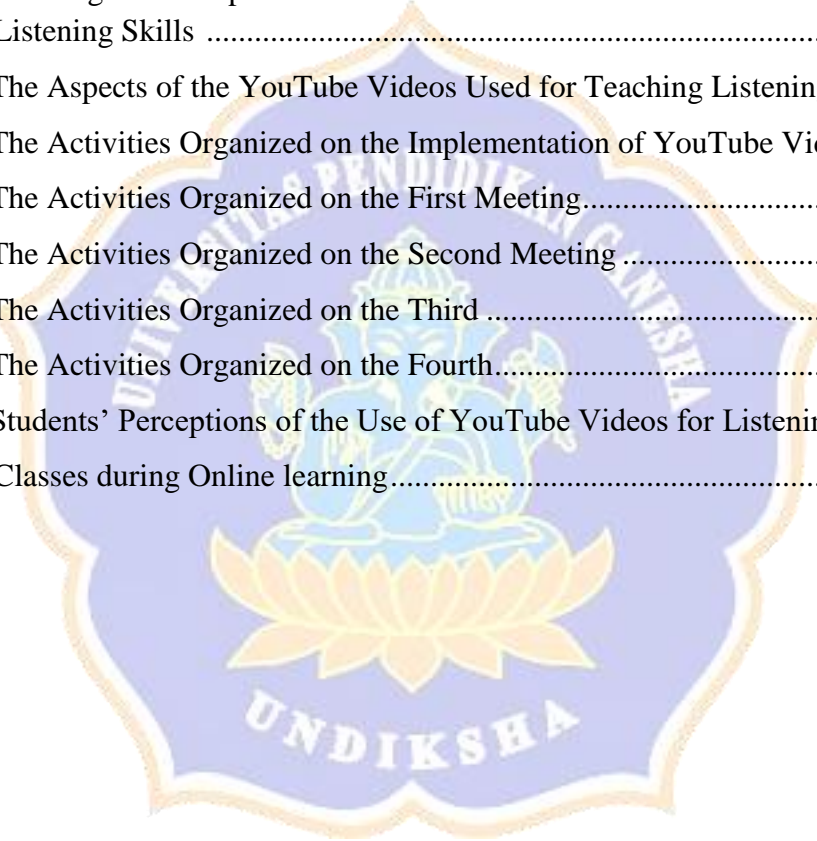 Listening Skills ........................................................................
The Aspects of the YouTube Videos Used for Teaching
The Activities Organized on the Implementation of YouTube
The Activities Organized on the First Meeting.............................
The Activities Organized on the Second Meeting ........................
The Activities Organized on the Third .........................................
The Activities Organized on the Fourth........................................
Students’ Perceptions of the Use of YouTube Videos for
Classes during Online learning.....................................................
UNIVERSITAS PENDIDIKAN GANESHA
UNDIKSHA